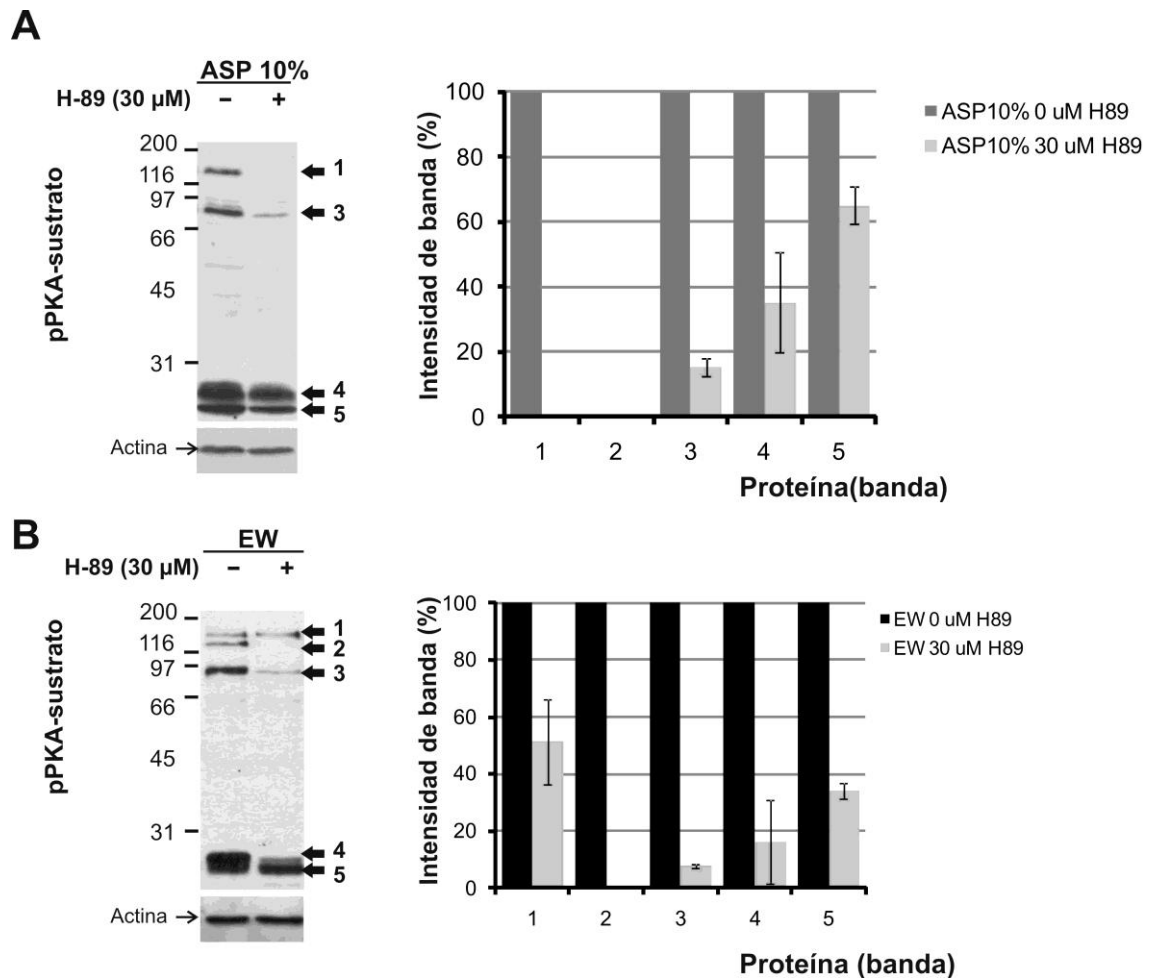 A
ASP 10%
H-89 (30 µM) – +
pPKA-sustrato
200
116
97
66
45
31
1
3
4
5
Actina
Intensidad de banda (%)
100
80
60
40
20
0
1 2 3 4 5
Proteína(banda)
ASP10% 0 uM H89
ASP10% 30 uM H89
B
EW
H-89 (30 µM) – +
pPKA-sustrato
200
116
97
66
45
31
1
2
3
4
5
Actina
Intensidad de banda (%)
100
80
60
40
20
0
1 2 3 4 5
Proteína (banda)
EW 0 uM H89
EW 30 uM H89